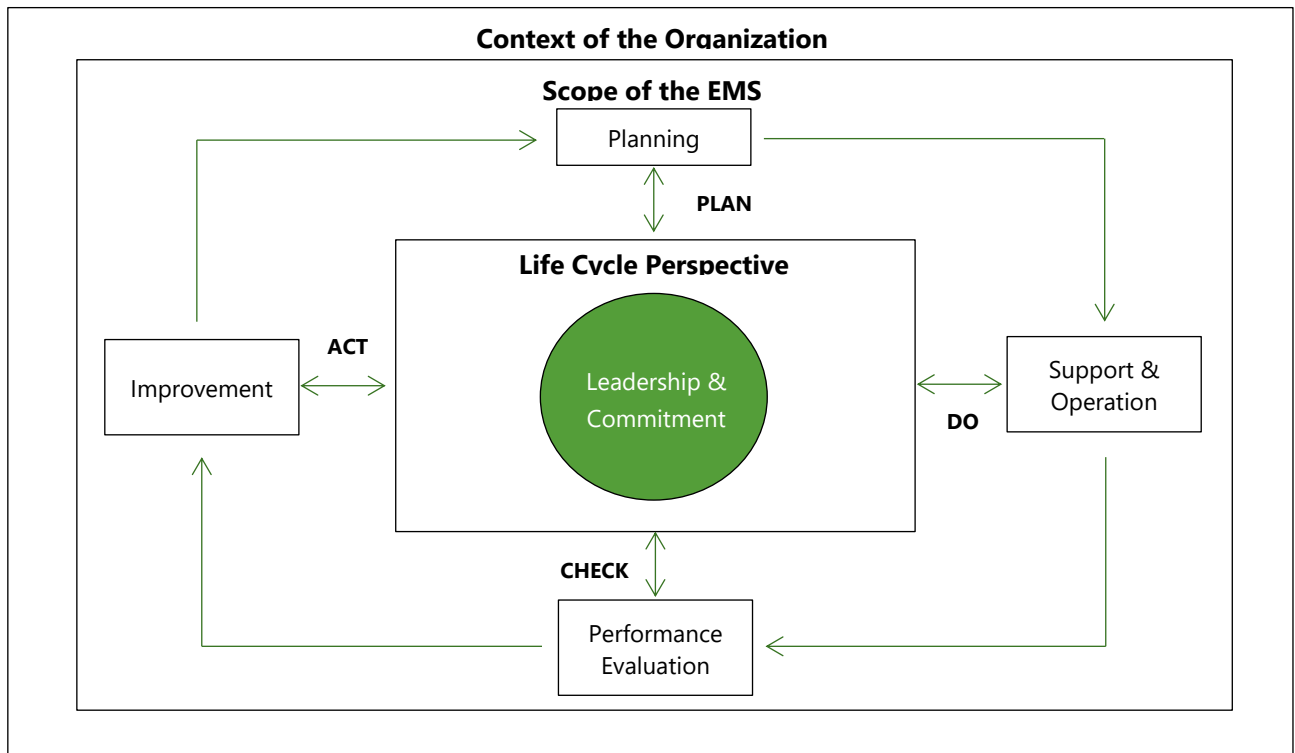 Context of the Organization
Scope of the EMS
Planning
PLAN
Life Cycle Perspective
ACT
Improvement
Leadership &
Commitment
Support &
Operation
DO
CHECK
Performance
Evaluation